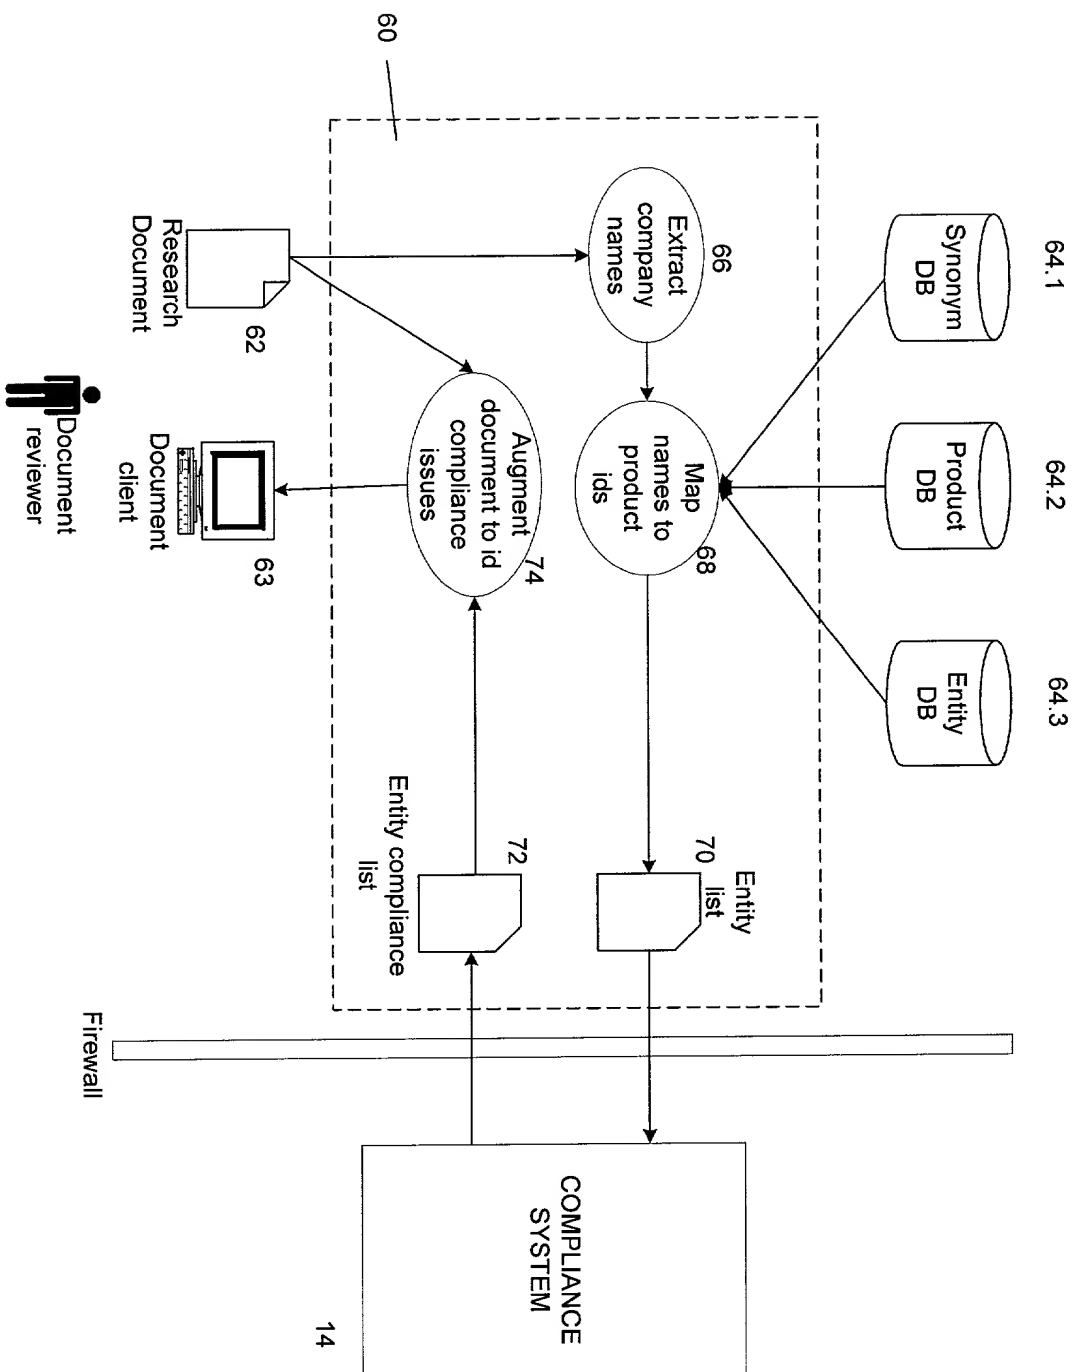 64.1
Synonym
DB
64.2
Product
DB
64.3
Entity
DB
60
66
Extract
company
names
Map
names to
product
ids
68
Entity
list
70
Augment
document to id
compliance
issues
74
72
Entity compliance
list
COMPLIANCE
SYSTEM
14
Research
Document
62
Document
client
63
Document
reviewer
Firewall